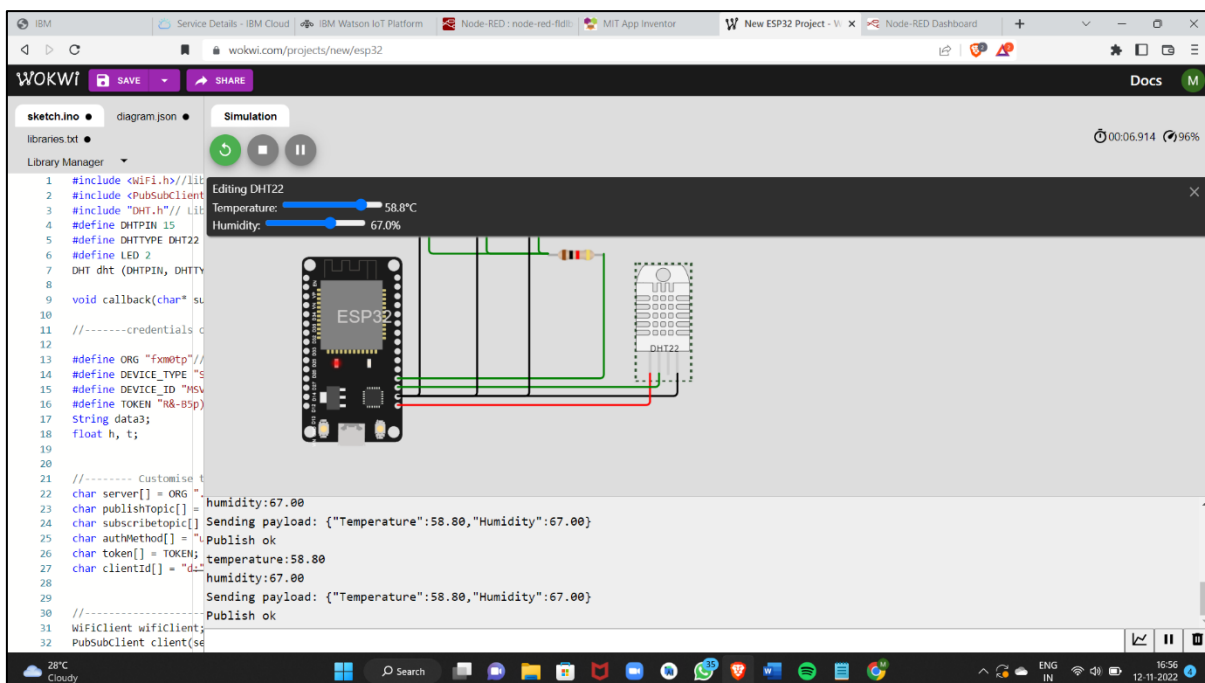 IBM
Service Details - IBM Cloud
IBM Watson IoT Platform
Node-RED : node-red-fldl
MIT App Inventor
New ESP32 Project - W
Node-RED Dashboard
wokwi.com/projects/new/esp32
WOKWi
SAVE
SHARE
Docs
M
sketch.ino ●
diagram.json ●
libraries.txt ●
Library Manager
Simulation
00:06.914
96%
1 #include <WiFi.h>//lib
2 #include <PubSubClient
3 #include "DHT.h"// Lib
4 #define DHTPIN 15
5 #define DHTTYPE DHT22
6 #define LED 2
7 DHT dht (DHTPIN, DHTTY
8
9 void callback(char* su
10
11 //-------credentials o
12
13 #define ORG "fxm0tp"//
14 #define DEVICE_TYPE "S
15 #define DEVICE_ID "MSV
16 #define TOKEN "R&-B5p)
17 String data3;
18 float h, t;
19
20
21 //-------- Customise t
22 char server[] = ORG ".
23 char publishTopic[] =
24 char subscribetopic[]
25 char authMethod[] = "u
26 char token[] = TOKEN;
27 char clientId[] = "d:"
28
29
30 //--------------------
31 WiFiClient wifiClient;
32 PubSubClient client(se
Editing DHT22
Temperature: 58.8°C
Humidity: 67.0%
ESP32
DHT22
humidity:67.00
Sending payload: {"Temperature":58.80,"Humidity":67.00}
Publish ok
temperature:58.80
humidity:67.00
Sending payload: {"Temperature":58.80,"Humidity":67.00}
Publish ok
28°C
Cloudy
Search
35
ENG
IN
16:56
12-11-2022
4